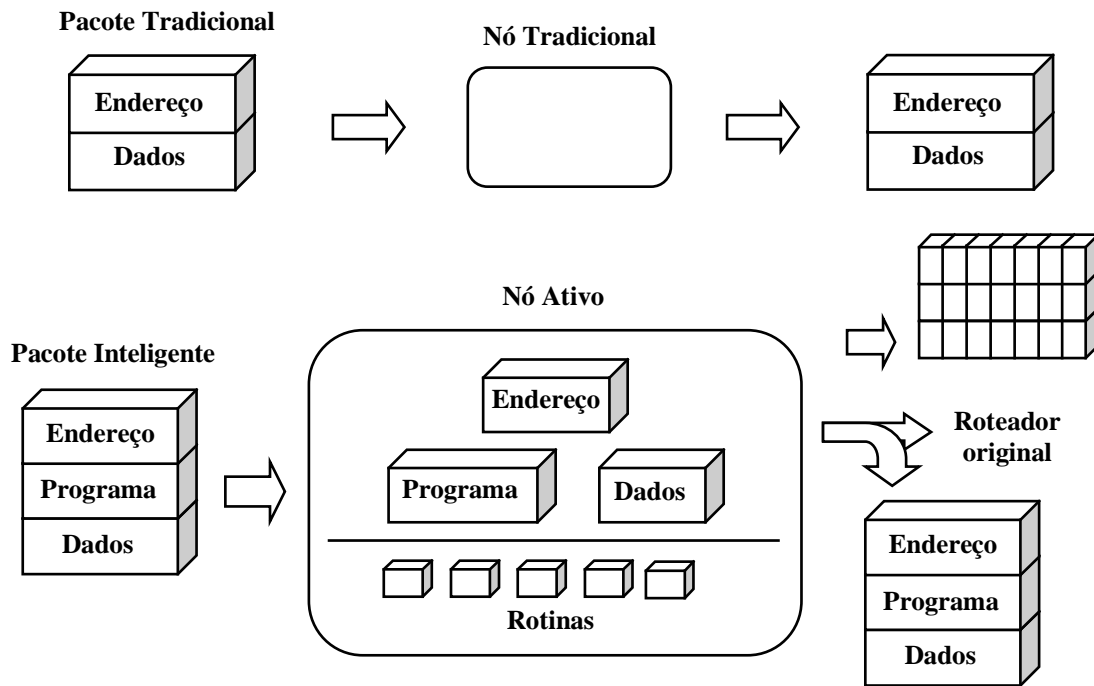 Pacote Tradicional
Nó Tradicional
Endereço
Dados
Endereço
Dados
Nó Ativo
Pacote Inteligente
Endereço
Programa
Dados
Endereço
Programa
Dados
Rotinas
Roteador
original
Endereço
Programa
Dados